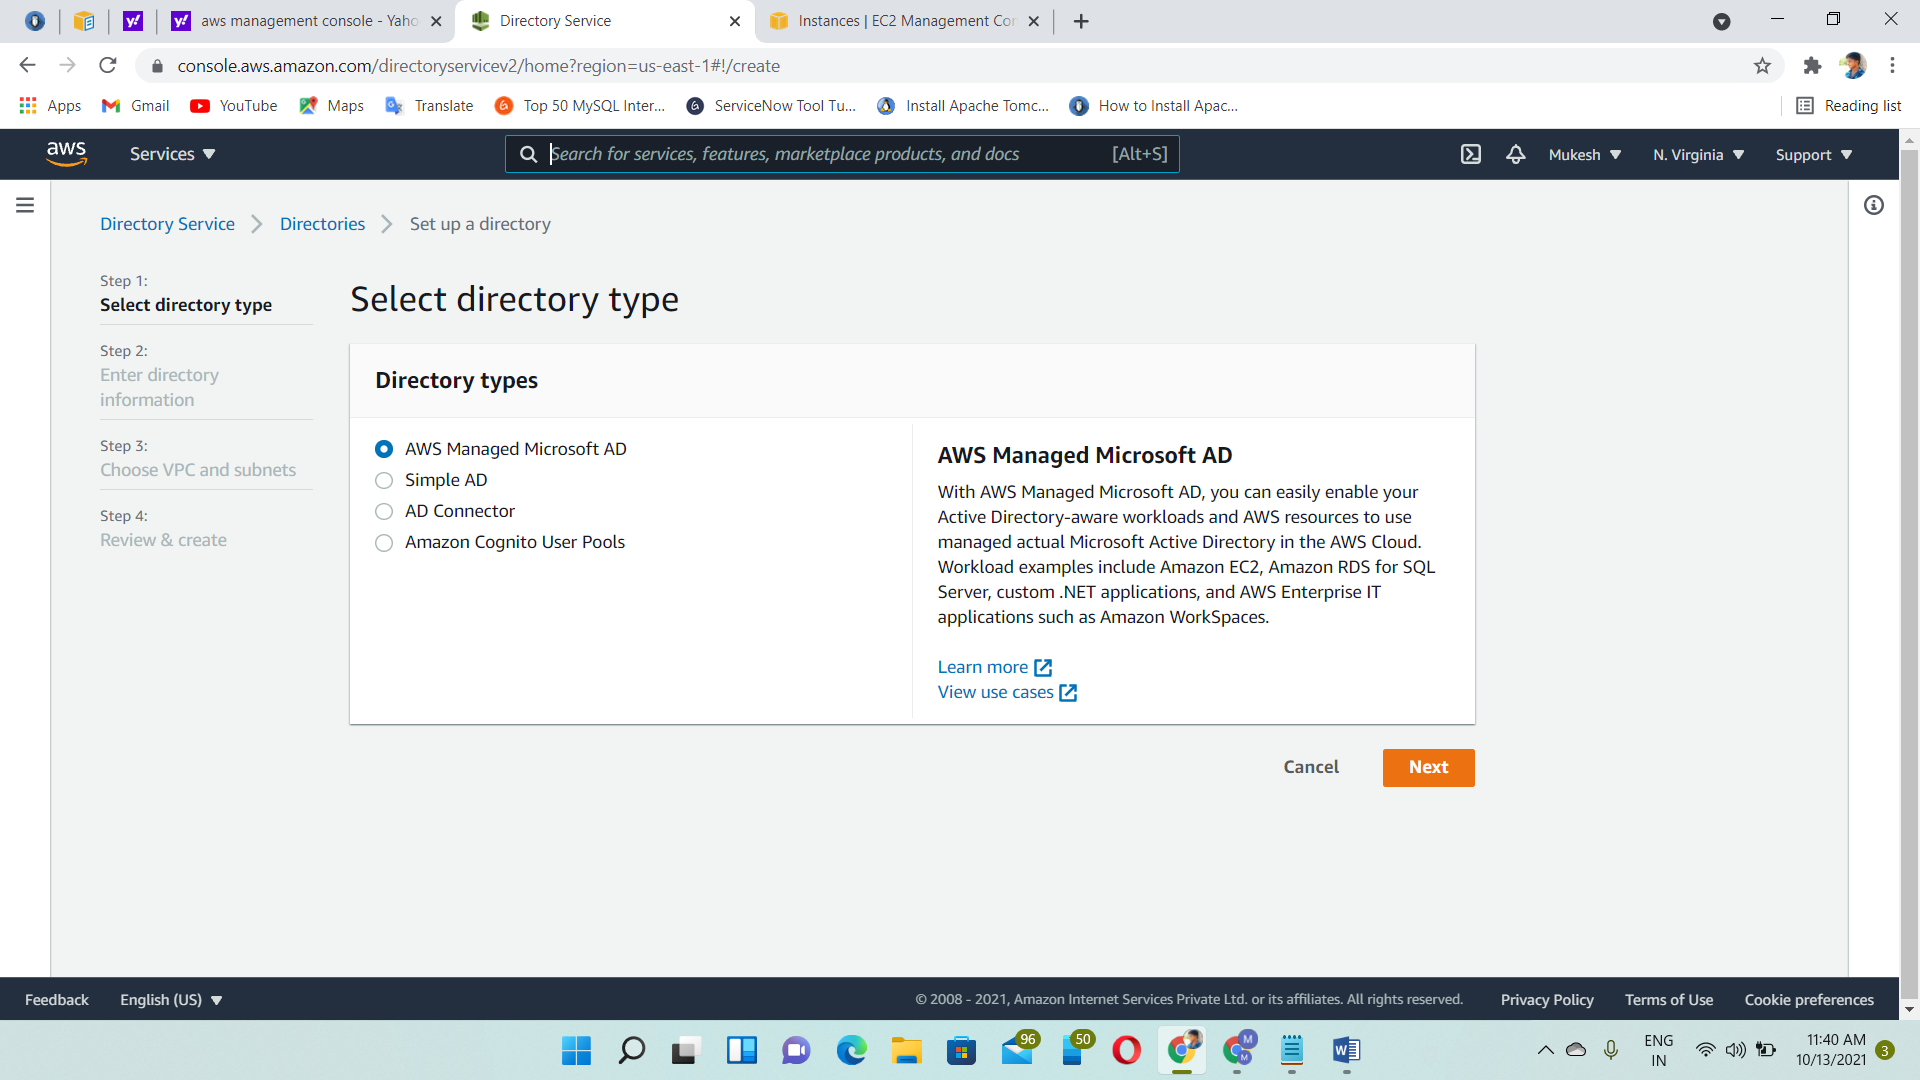 aws management console - Yaho
Directory Service
Instances | EC2 Management Con
console.aws.amazon.com/directoryservicev2/home?region=us-east-1#!/create
Apps
Gmail
YouTube
Maps
Translate
Top 50 MySQL Inter...
ServiceNow Tool Tu...
Install Apache Tomc...
How to Install Apac...
Reading list
aws
Services
Search for services, features, marketplace products, and docs
[Alt+S]
Mukesh
N. Virginia
Support
Directory Service
Directories
Set up a directory
Step 1:
Select directory type
Step 2:
Enter directory
information
Step 3:
Choose VPC and subnets
Step 4:
Review & create
Select directory type
Directory types
AWS Managed Microsoft AD
Simple AD
AD Connector
Amazon Cognito User Pools
AWS Managed Microsoft AD
With AWS Managed Microsoft AD, you can easily enable your
Active Directory-aware workloads and AWS resources to use
managed actual Microsoft Active Directory in the AWS Cloud.
Workload examples include Amazon EC2, Amazon RDS for SQL
Server, custom .NET applications, and AWS Enterprise IT
applications such as Amazon WorkSpaces.
Learn more
View use cases
Cancel
Next
Feedback
English (US)
© 2008 - 2021, Amazon Internet Services Private Ltd. or its affiliates. All rights reserved.
Privacy Policy
Terms of Use
Cookie preferences
96
50
M
M
ENG
IN
11:40 AM
10/13/2021
3